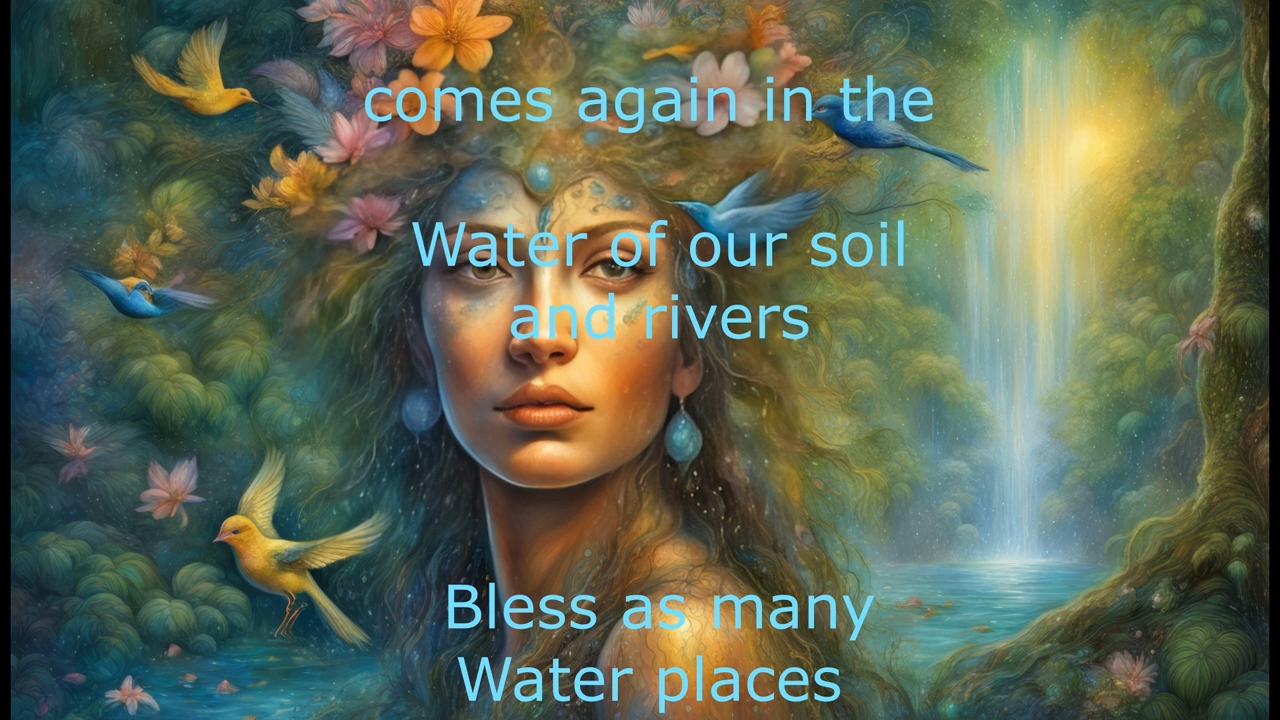 comes again in the
Water of our soil
and rivers
Bless as many
Water places